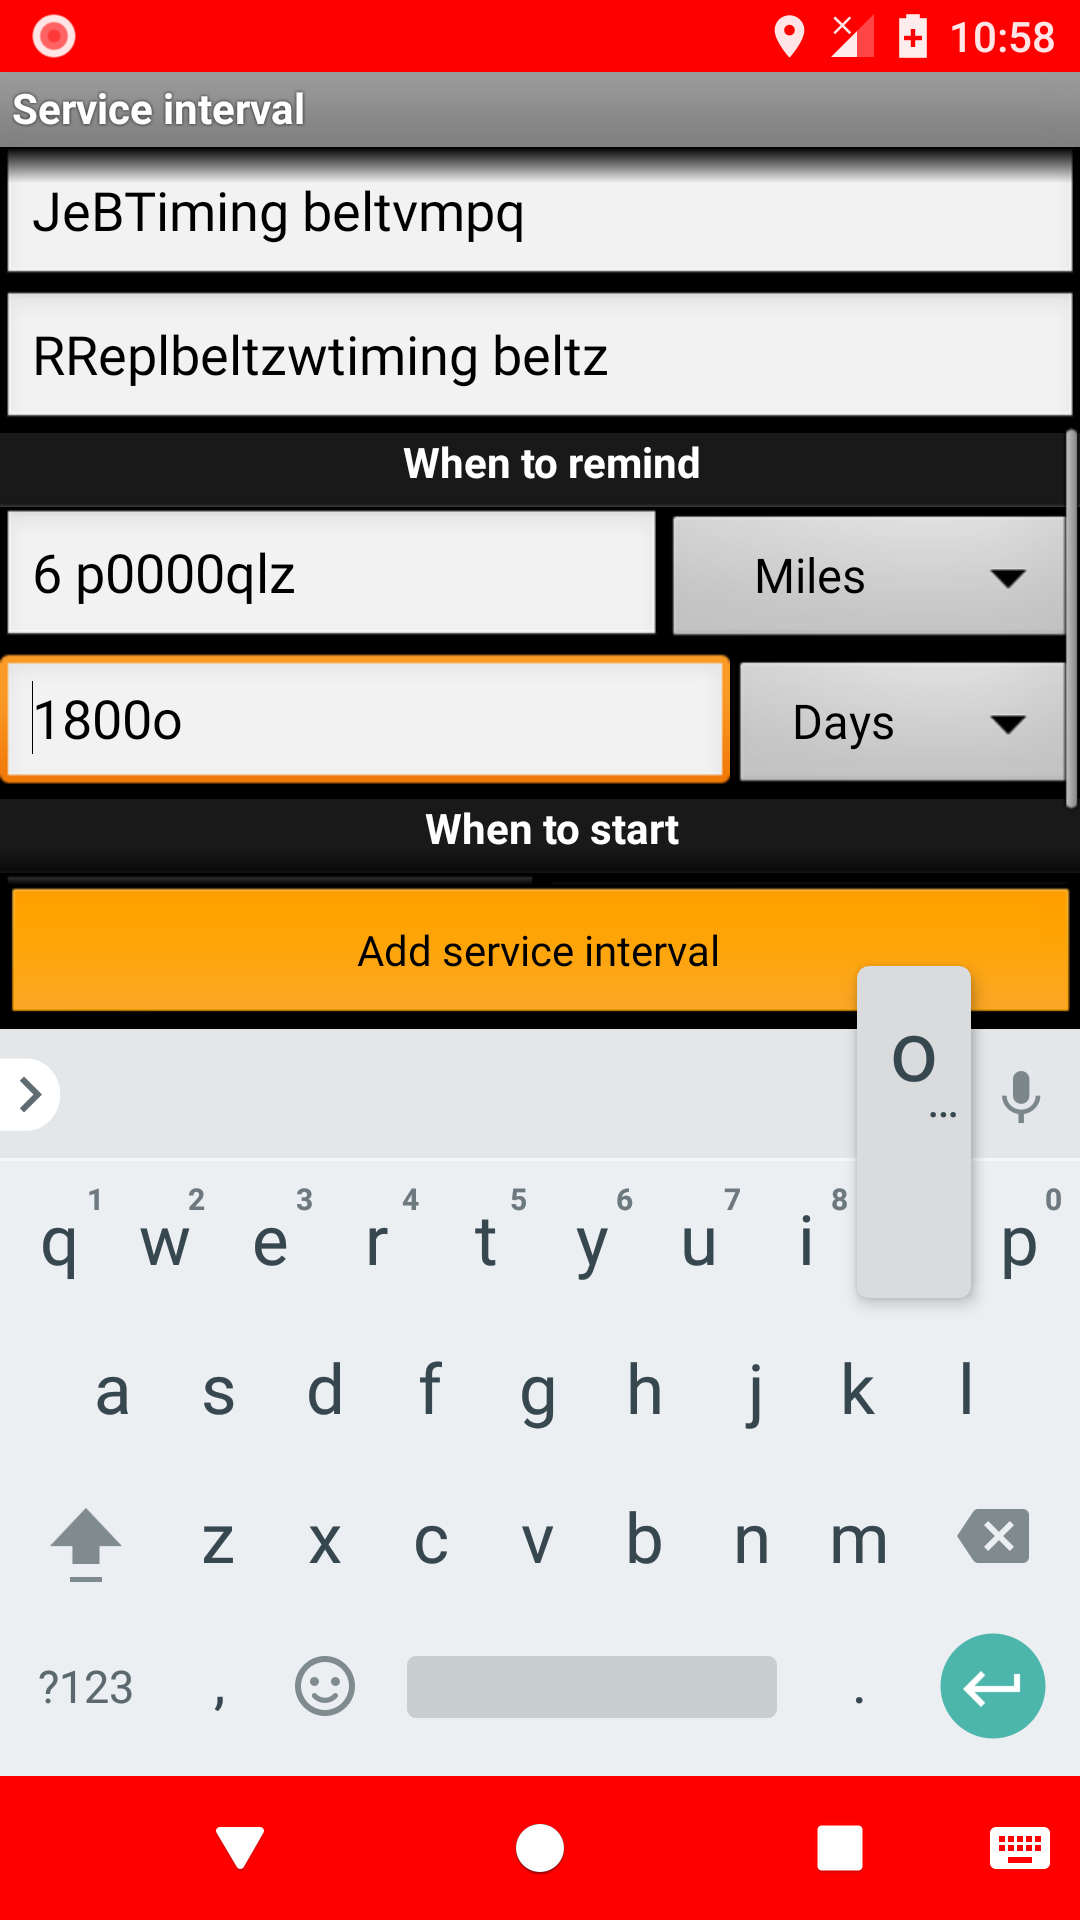 10:58
Service interval
JeBTiming beltvmpq
RReplbeltzwtiming beltz
When to remind
6 p0000qlz
Miles
1800o
Days
When to start
Add service interval
o
...
1 2 3 4 5 6 7 8 0
q w e r t y u i p
a s d f g h j k l
z x c v b n m
?123 , .